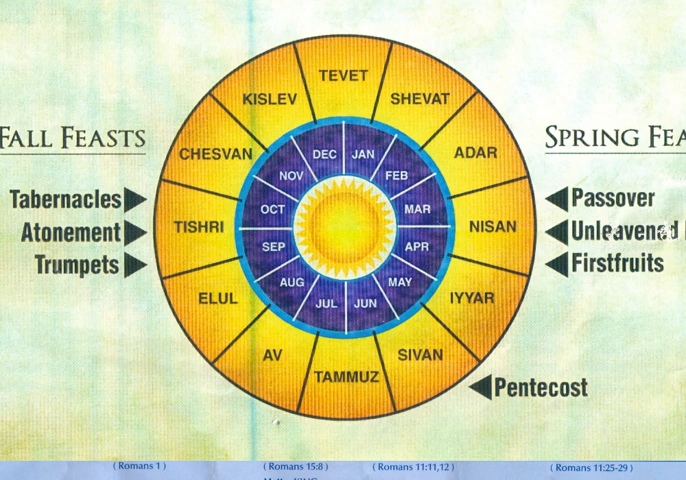 FALL FEASTS
Tabernacles
Atonement
Trumpets
SPRING
Passover
Unleavened
Firstfruits
Pentecost
TEVET
SHEVAT
ADAR
NISAN
IYYAR
SIVAN
TAMMUZ
AV
ELUL
TISHRI
CHESVAN
KISLEV
JAN
FEB
MAR
APR
MAY
JUN
JUL
AUG
SEP
OCT
NOV
DEC
( Romans 1 )
( Romans 15:8 )
( Romans 11:11,12 )
( Romans 11:25-29 )